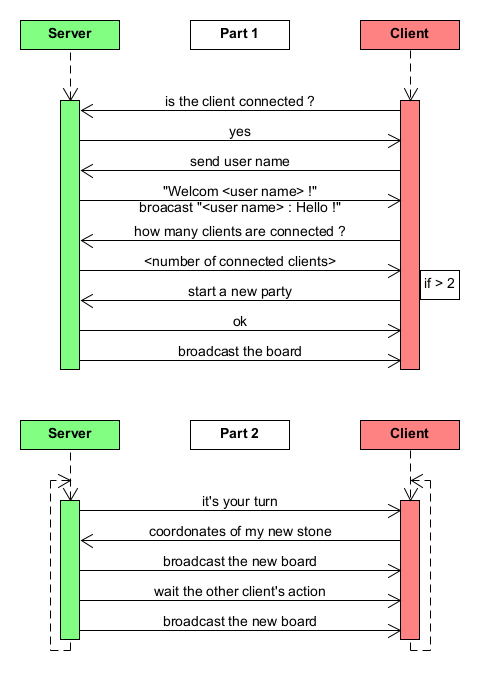 Server Part 1 Client
is the client connected ?
yes
send user name
"Welcom <user name> !"
broacast "<user name> : Hello !"
how many clients are connected ?
<number of connected clients>
if > 2
start a new party
ok
broadcast the board
Server Part 2 Client
it's your turn
coordonates of my new stone
broadcast the new board
wait the other client's action
broadcast the new board